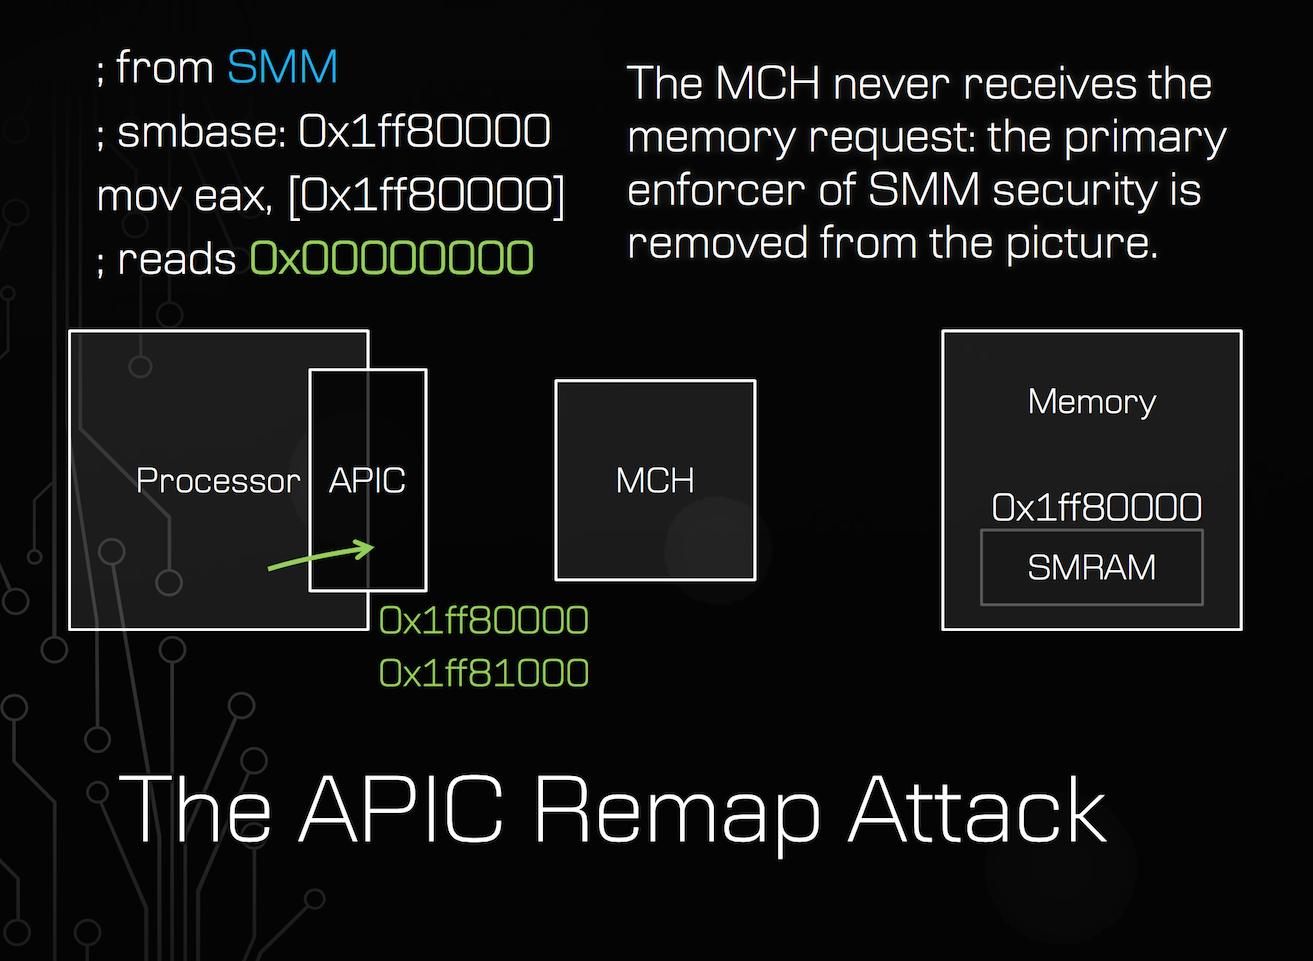 ; from SMM
; smbase: 0x1ff80000
mov eax, [0x1ff80000]
; reads 0x00000000
The MCH never receives the
memory request: the primary
enforcer of SMM security is
removed from the picture.
Processor
APIC
MCH
Memory
0x1ff80000
SMRAM
0x1ff80000
0x1ff81000
The APIC Remap Attack